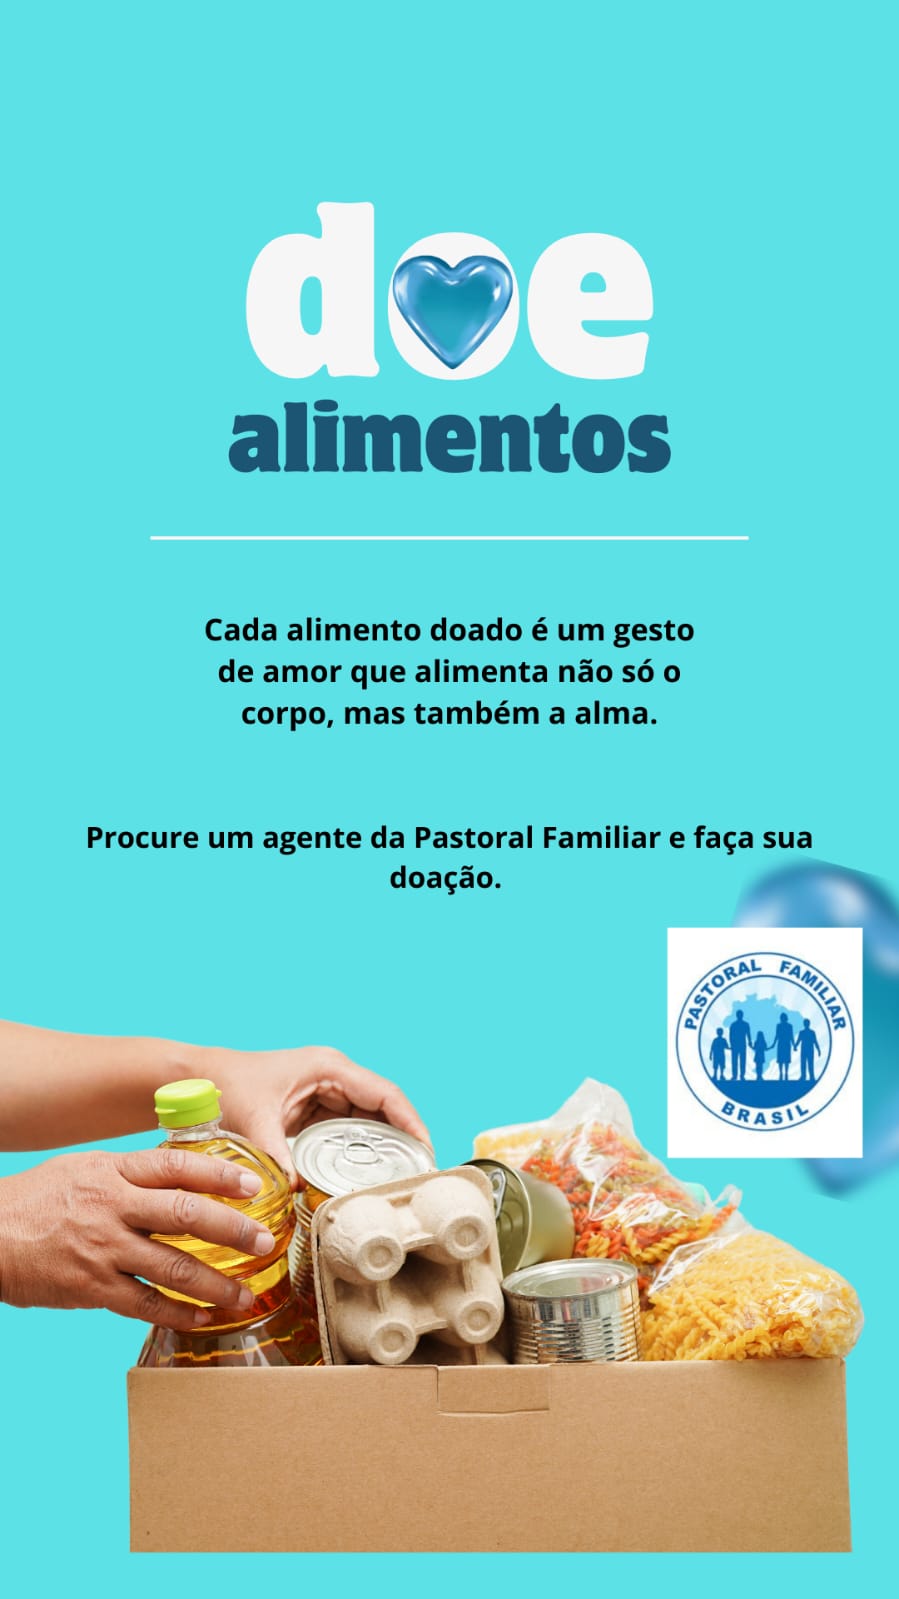 doe
alimentos
Cada alimento doado é um gesto
de amor que alimenta não só o
corpo, mas também a alma.
Procure um agente da Pastoral Familiar e faça sua
doação.
PASTORAL FAMILIAR
BRASIL